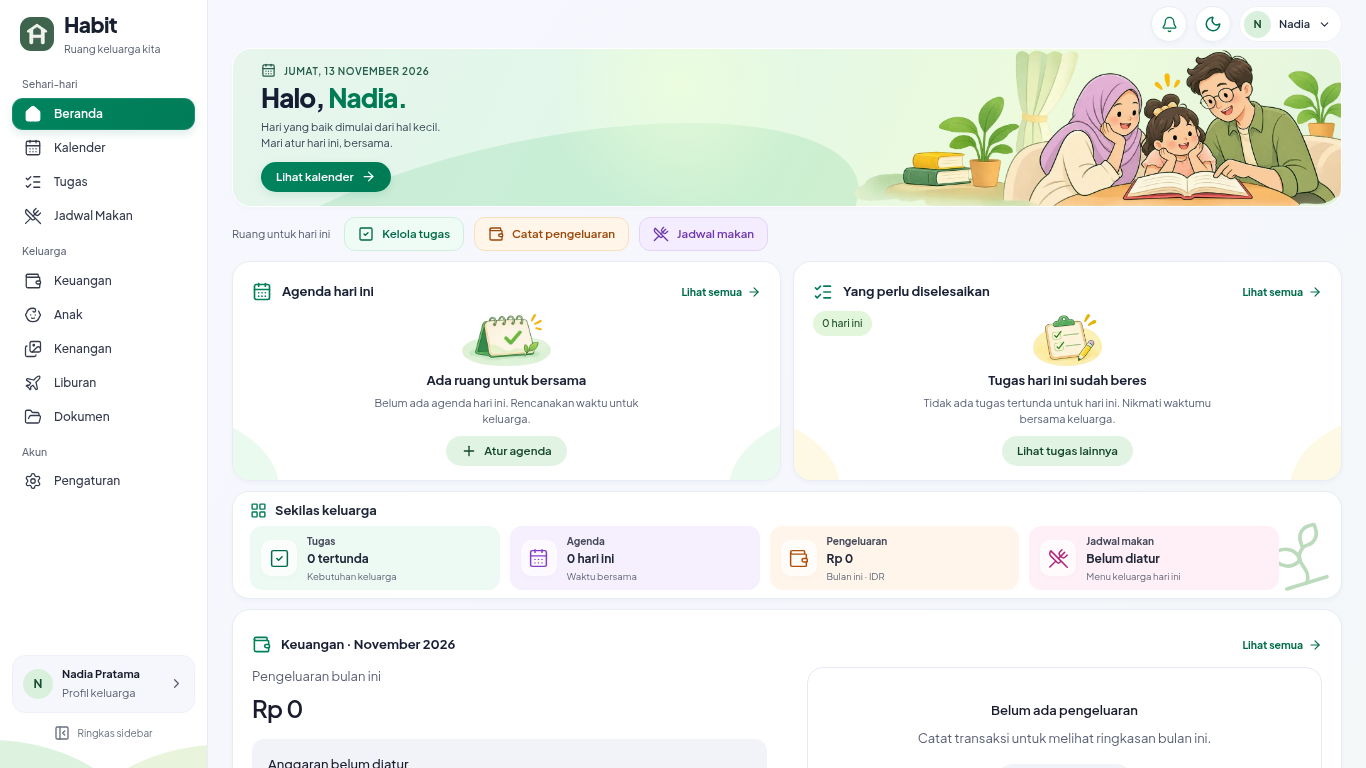 Habit
Ruang keluarga kita
Sehari-hari
Beranda
Kalender
Tugas
Jadwal Makan
Keluarga
Keuangan
Anak
Kenangan
Liburan
Dokumen
Akun
Pengaturan
N
Nadia Pratama
Profil keluarga
Ringkas sidebar
N Nadia
JUMAT, 13 NOVEMBER 2026
Halo, Nadia.
Hari yang baik dimulai dari hal kecil.
Mari atur hari ini, bersama.
Lihat kalender
Ruang untuk hari ini
Kelola tugas
Catat pengeluaran
Jadwal makan
Agenda hari ini
Lihat semua
Ada ruang untuk bersama
Belum ada agenda hari ini. Rencanakan waktu untuk
keluarga.
Atur agenda
Yang perlu diselesaikan
Lihat semua
0 hari ini
Tugas hari ini sudah beres
Tidak ada tugas tertunda untuk hari ini. Nikmati waktumu
bersama keluarga.
Lihat tugas lainnya
Sekilas keluarga
Tugas
0 tertunda
Kebutuhan keluarga
Agenda
0 hari ini
Waktu bersama
Pengeluaran
Rp 0
Bulan ini · IDR
Jadwal makan
Belum diatur
Menu keluarga hari ini
Keuangan · November 2026
Lihat semua
Pengeluaran bulan ini
Rp 0
Anggaran belum diatur
Belum ada pengeluaran
Catat transaksi untuk melihat ringkasan bulan ini.